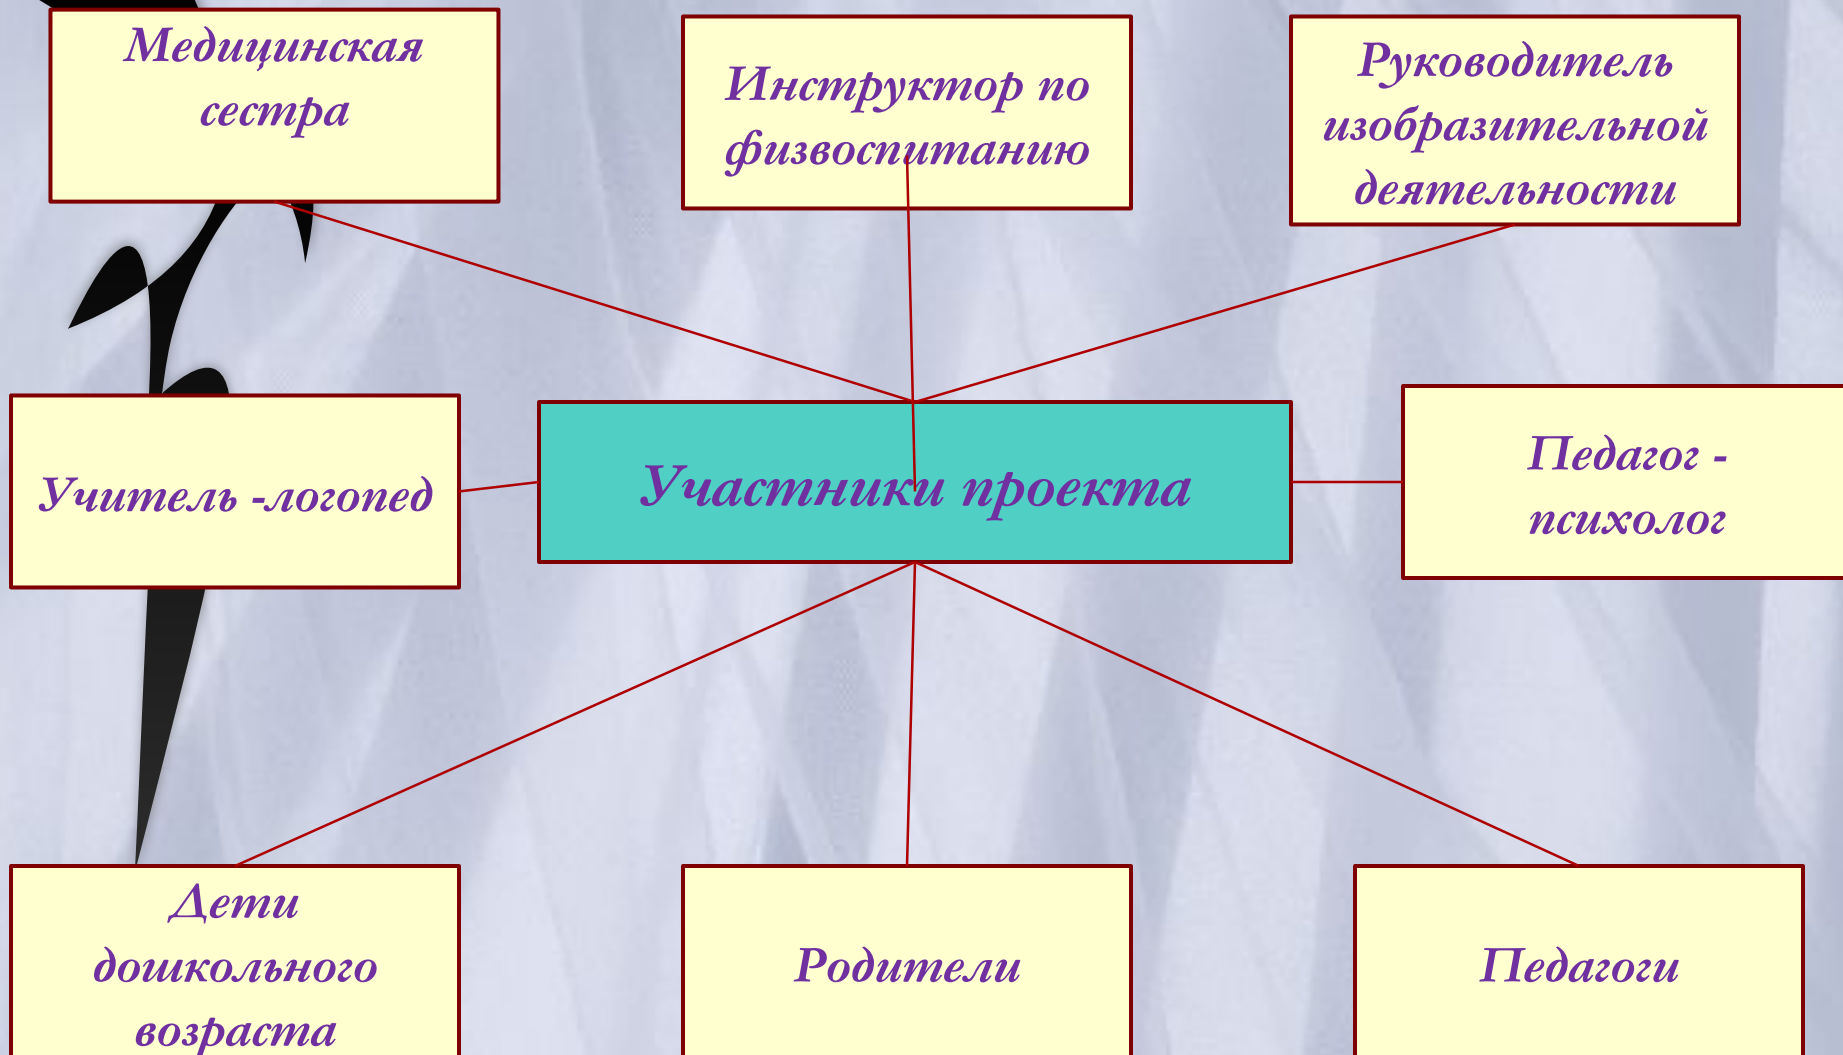 Медицинская
сестра
Инструктор по
физвоспитанию
Руководитель
изобразительной
деятельности
Учитель -логопед
Участники проекта
Педагог -
психолог
Дети
дошкольного
возраста
Родители
Педагоги